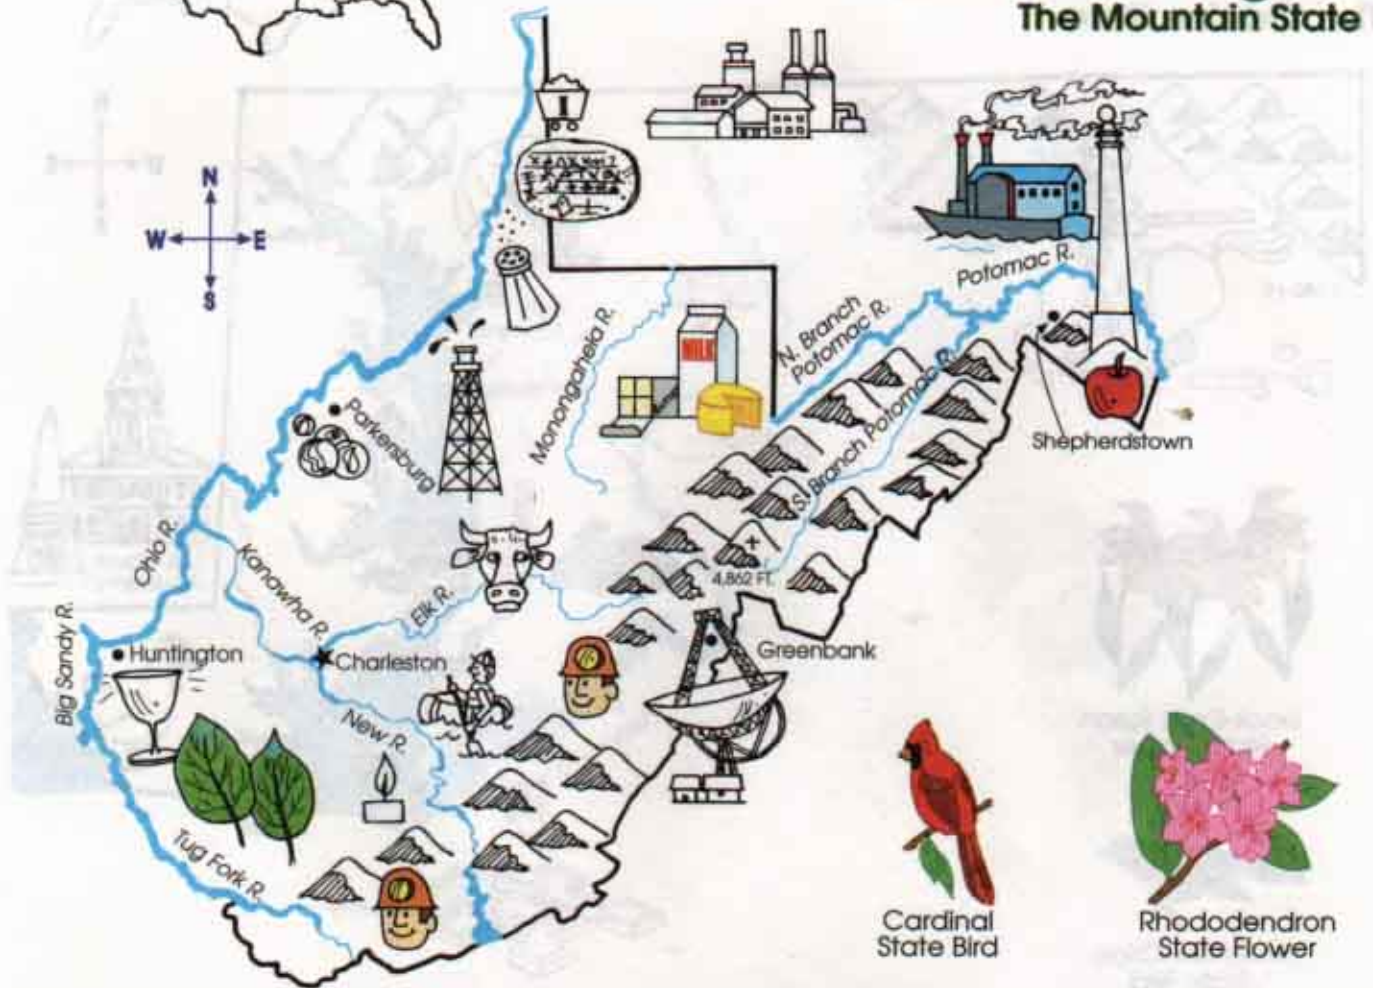 The Mountain State
N
W
E
S
MILK
Potomac R.
N. Branch
Potomac R.
Monongahela R.
S. Branch Potomac R.
Shepherdstown
Parkersburg
Ohio R.
Kanawha R.
Elk R.
4,862 FT.
Big Sandy R.
Huntington
Charleston
Greenbank
New R.
Tug Fork R.
Cardinal
State Bird
Rhododendron
State Flower